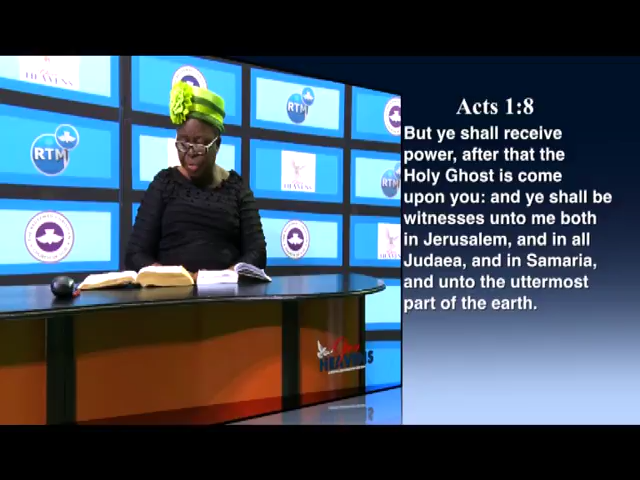 Acts 1:8
But ye shall receive
power, after that the
Holy Ghost is come
upon you: and ye shall be
witnesses unto me both
in Jerusalem, and in all
Judaea, and in Samaria,
and unto the uttermost
part of the earth.
HEAVENS
RTM
RTM
HEAVENS
RTM
HEAVENS